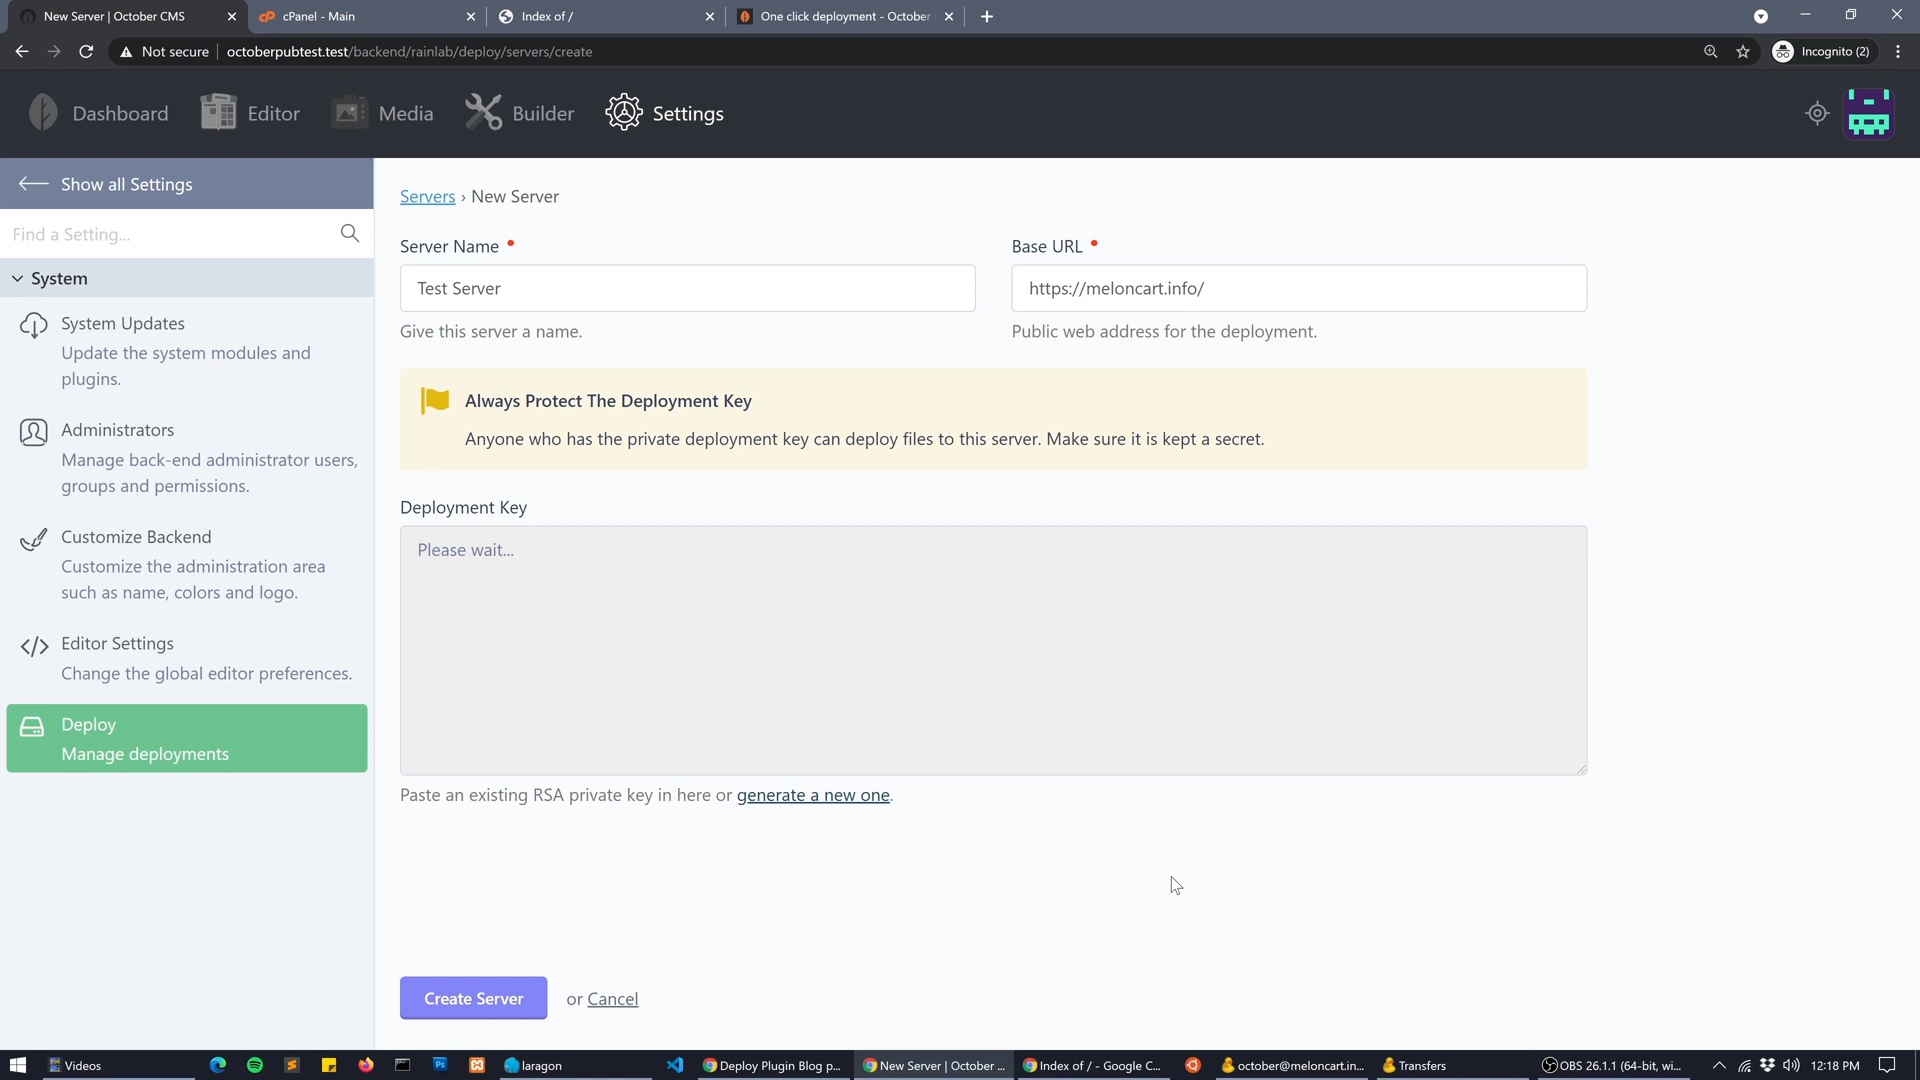 New Server | October CMS
cPanel - Main
Index of /
One click deployment - October
Not secure
octoberpubtest.test/backend/rainlab/deploy/servers/create
Incognito (2)
Dashboard
Editor
Media
Builder
Settings
Show all Settings
Find a Setting...
System
System Updates
Update the system modules and
plugins.
Administrators
Manage back-end administrator users,
groups and permissions.
Customize Backend
Customize the administration area
such as name, colors and logo.
Editor Settings
Change the global editor preferences.
Deploy
Manage deployments
Servers › New Server
Server Name
Test Server
Give this server a name.
Base URL
https://meloncart.info/
Public web address for the deployment.
Always Protect The Deployment Key
Anyone who has the private deployment key can deploy files to this server. Make sure it is kept a secret.
Deployment Key
Please wait...
Paste an existing RSA private key in here or generate a new one.
Create Server
or Cancel
Videos
Ps
laragon
Deploy Plugin Blog p...
New Server | October ...
Index of / - Google C...
october@meloncart.in...
Transfers
OBS 26.1.1 (64-bit, wi...
12:18 PM